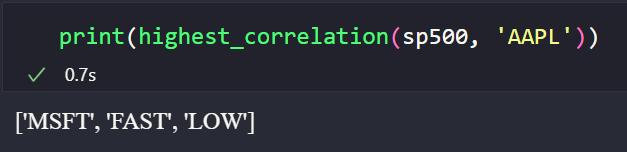 print(highest_correlation(sp500, 'AAPL'))
0.7s
['MSFT', 'FAST', 'LOW']